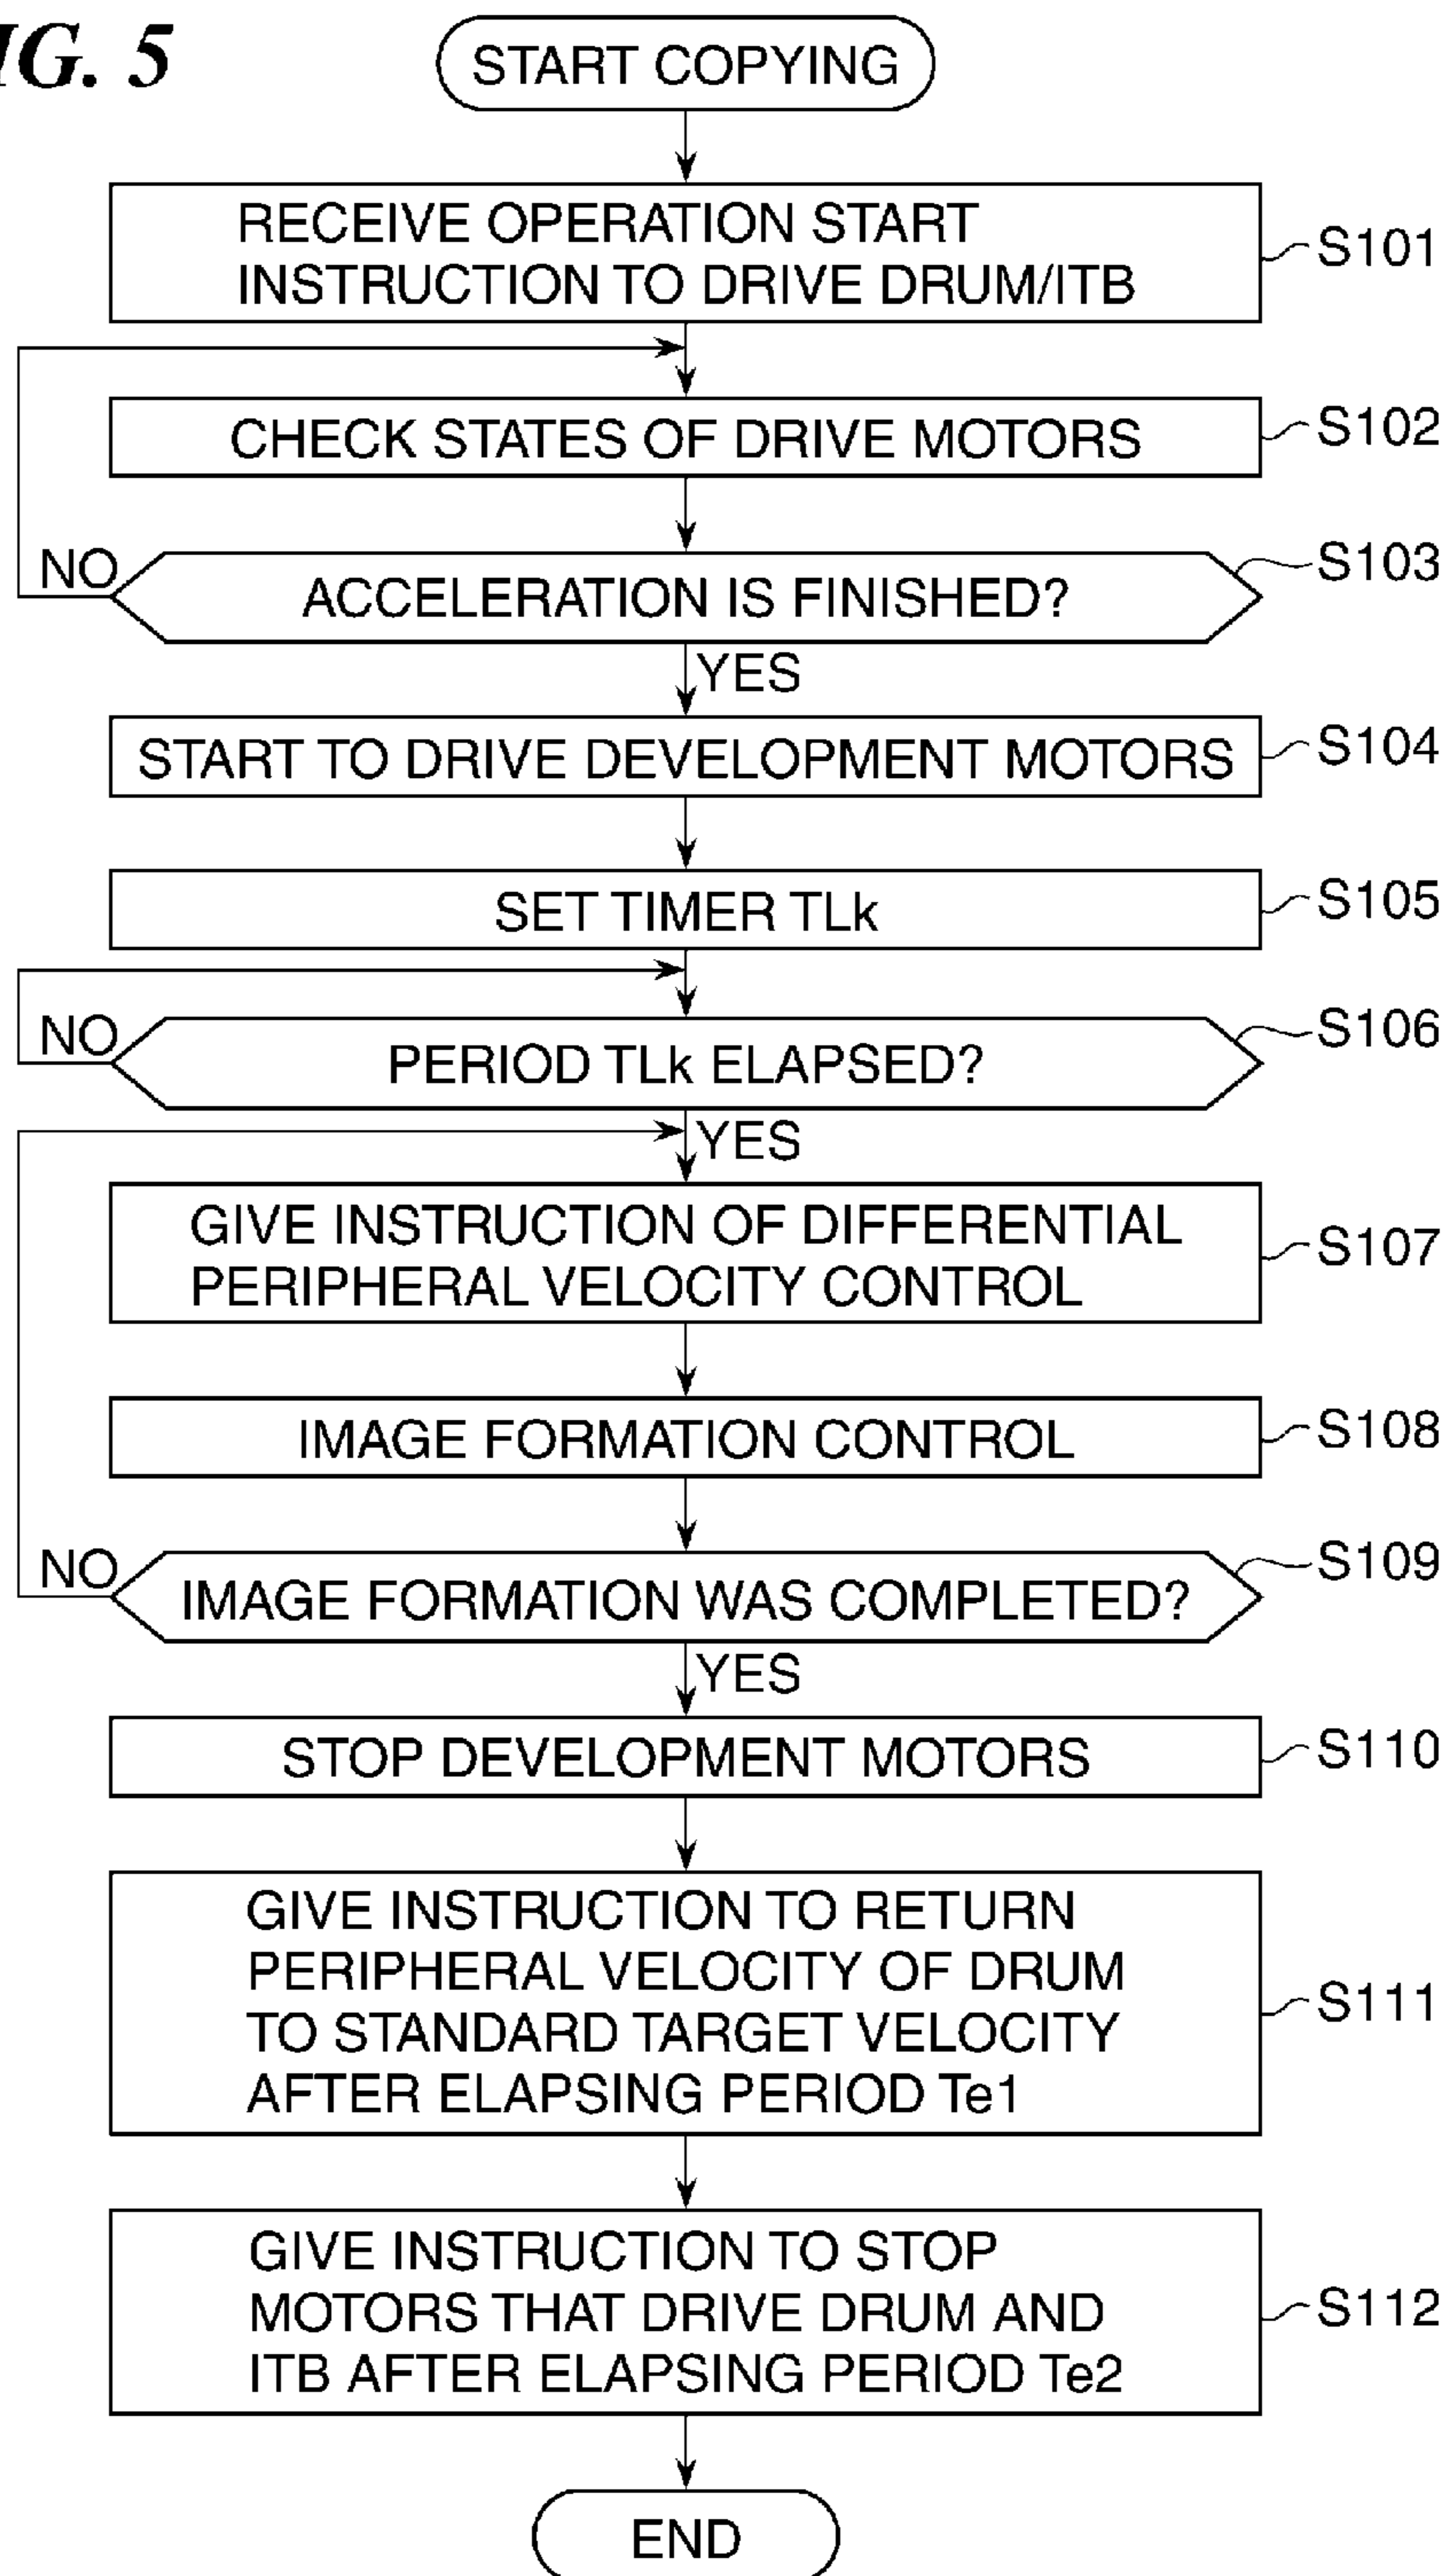 IG. 5
START COPYING
RECEIVE OPERATION START
INSTRUCTION TO DRIVE DRUM/ITB
S101
CHECK STATES OF DRIVE MOTORS
S102
NO
ACCELERATION IS FINISHED?
S103
YES
START TO DRIVE DEVELOPMENT MOTORS
S104
SET TIMER TLk
S105
NO
PERIOD TLk ELAPSED?
S106
YES
GIVE INSTRUCTION OF DIFFERENTIAL
PERIPHERAL VELOCITY CONTROL
S107
IMAGE FORMATION CONTROL
S108
NO
IMAGE FORMATION WAS COMPLETED?
S109
YES
STOP DEVELOPMENT MOTORS
S110
GIVE INSTRUCTION TO RETURN
PERIPHERAL VELOCITY OF DRUM
TO STANDARD TARGET VELOCITY
AFTER ELAPSING PERIOD Te1
S111
GIVE INSTRUCTION TO STOP
MOTORS THAT DRIVE DRUM AND
ITB AFTER ELAPSING PERIOD Te2
S112
END